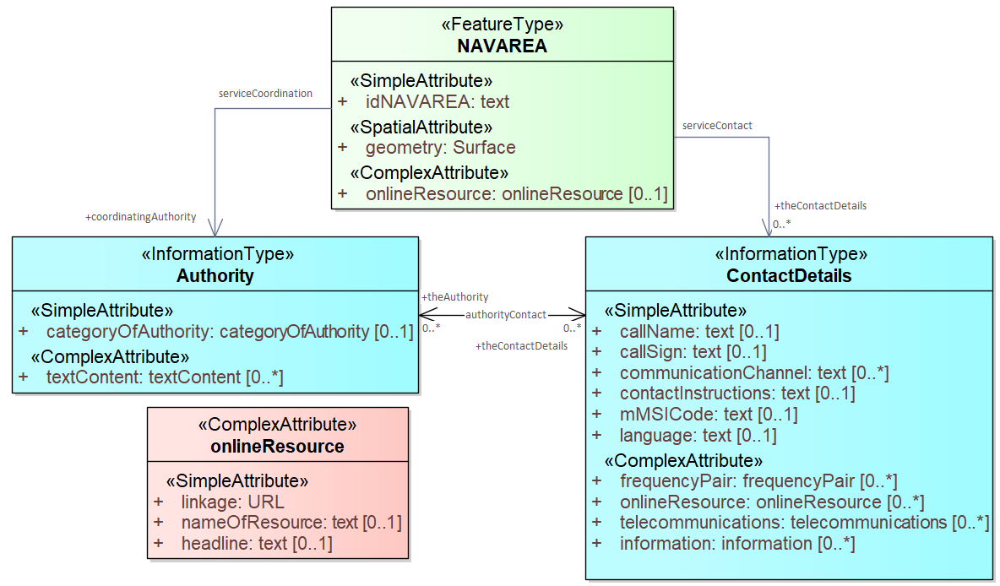 «FeatureType»
NAVAREA
«SimpleAttribute»
+ idNAVAREA: text
«SpatialAttribute»
+ geometry: Surface
«ComplexAttribute»
+ onlineResource: onlineResource [0..1]
serviceCoordination
+coordinatingAuthority
serviceContact
+theContactDetails
0..*
«InformationType»
Authority
«SimpleAttribute»
+ categoryOfAuthority: categoryOfAuthority [0..1]
«ComplexAttribute»
+ textContent: textContent [0..*]
+theAuthority
0..*
authorityContact
0..*
+theContactDetails
«InformationType»
ContactDetails
«SimpleAttribute»
+ callName: text [0..1]
+ callSign: text [0..1]
+ communicationChannel: text [0..*]
+ contactInstructions: text [0..1]
+ mMSICode: text [0..1]
+ language: text [0..1]
«ComplexAttribute»
+ frequencyPair: frequencyPair [0..*]
+ onlineResource: onlineResource [0..*]
+ telecommunications: telecommunications [0..*]
+ information: information [0..*]
«ComplexAttribute»
onlineResource
«SimpleAttribute»
+ linkage: URL
+ nameOfResource: text [0..1]
+ headline: text [0..1]